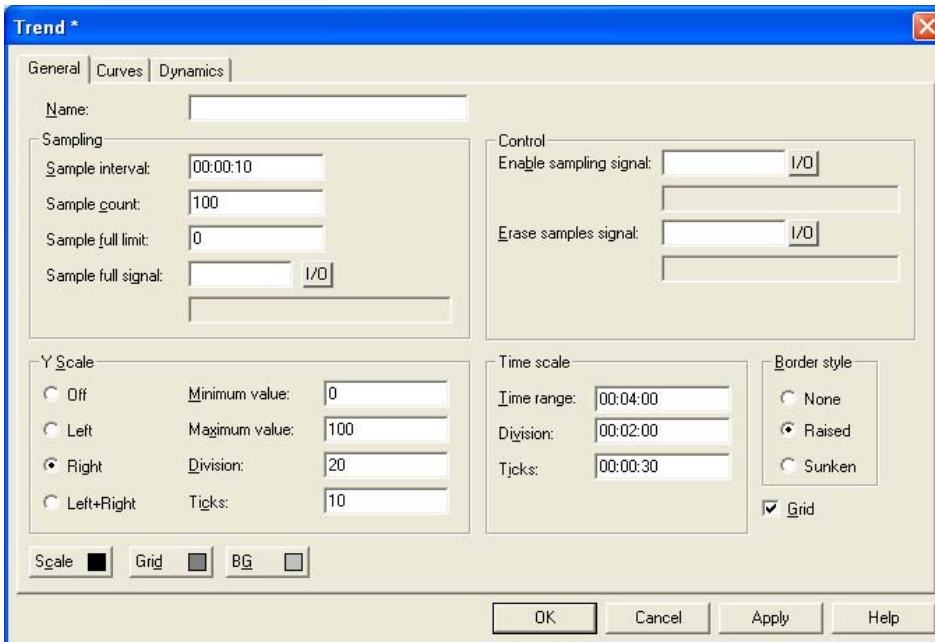 Trend *
General Curves Dynamics
Name:
Sampling
Sample interval: 00:00:10
Sample count: 100
Sample full limit: 0
Sample full signal: I/O
Control
Enable sampling signal: I/O
Erase samples signal: I/O
Y Scale
Off Minimum value: 0
Left Maximum value: 100
Right Division: 20
Left+Right Ticks: 10
Time scale
Time range: 00:04:00
Division: 00:02:00
Ticks: 00:00:30
Border style
None
Raised
Sunken
Grid
Scale Grid BG
OK Cancel Apply Help